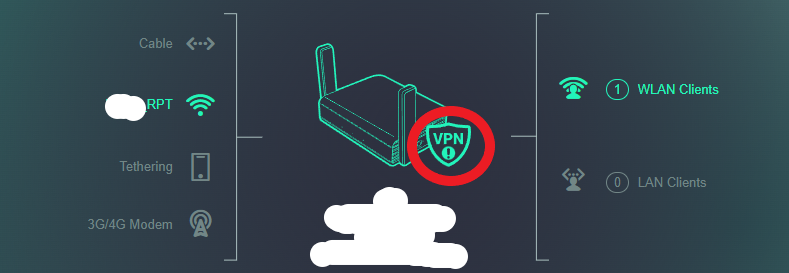 Cable
RPT
Tethering
3G/4G Modem
VPN
1 WLAN Clients
0 LAN Clients